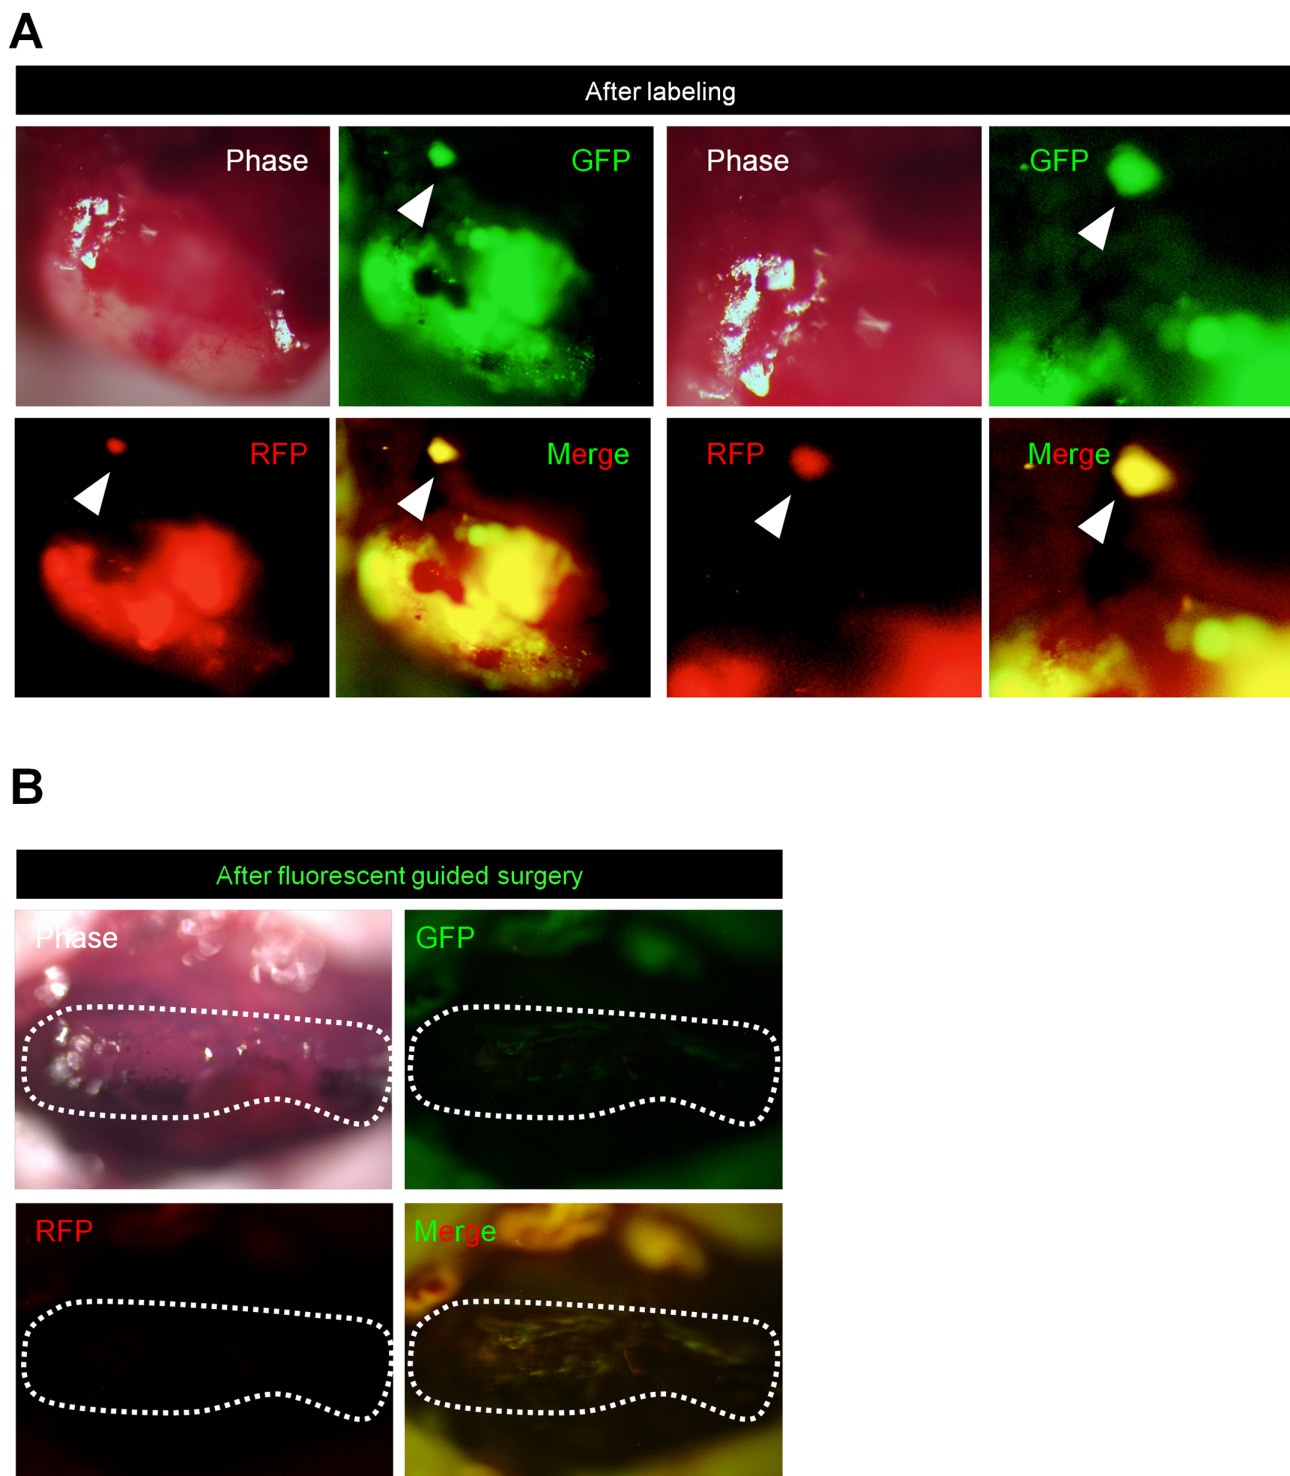 A
After labeling
Phase
GFP
Phase
GFP
RFP
Merge
RFP
Merge
B
After fluorescent guided surgery
Phase
GFP
RFP
Merge